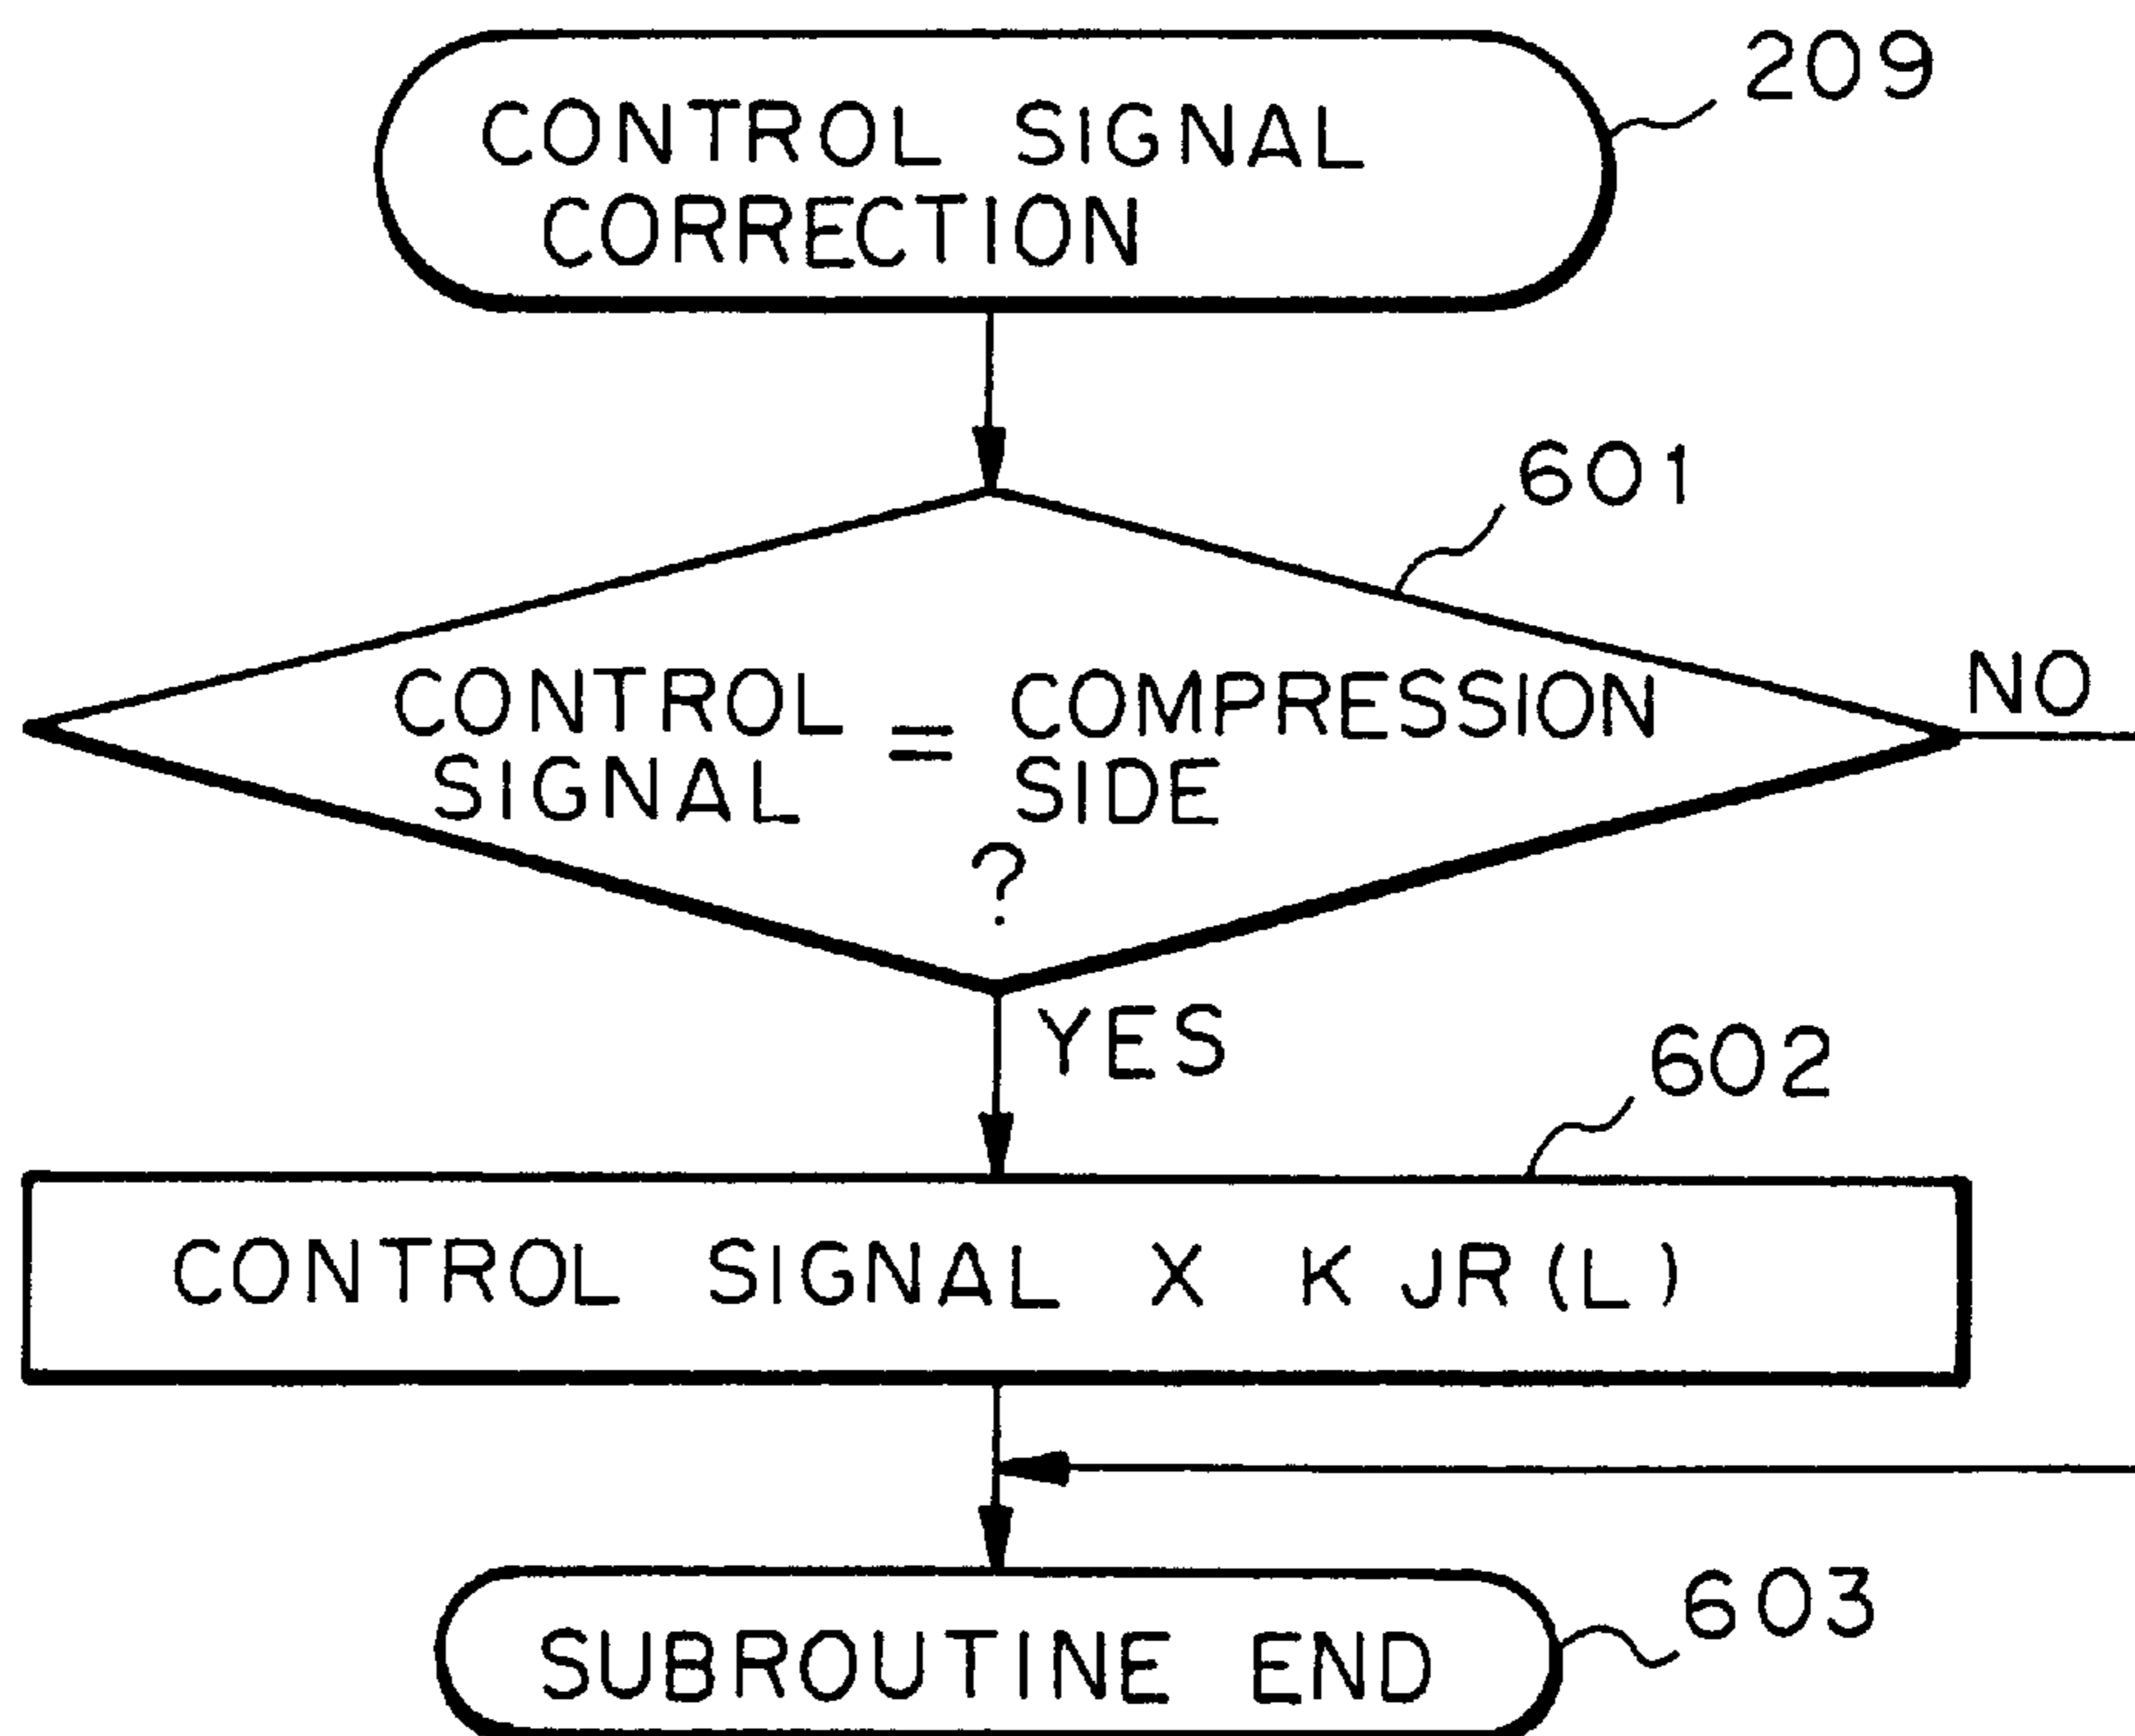 209
CONTROL SIGNAL
CORRECTION
601
CONTROL = COMPRESSION
SIGNAL SIDE
?
NO
YES
602
CONTROL SIGNAL X K JR (L)
603
SUBROUTINE END